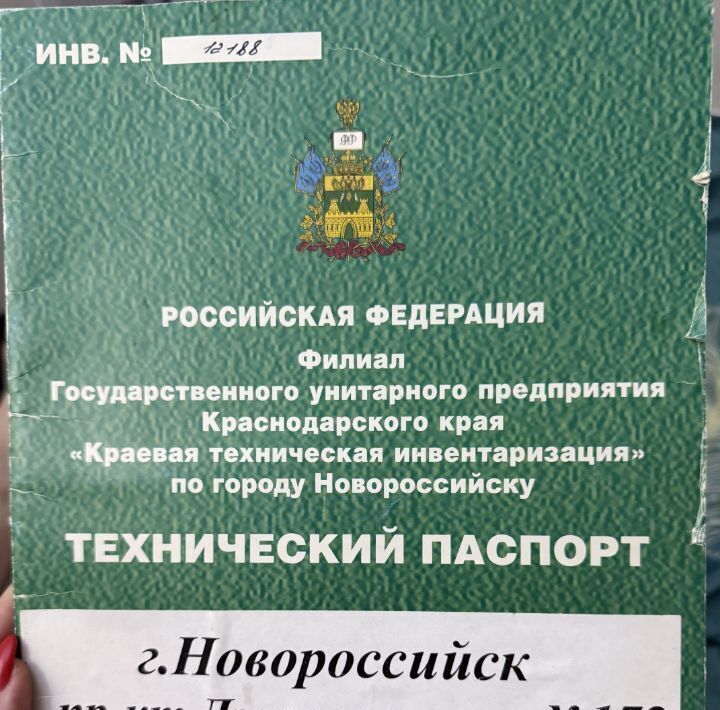 ИНВ. № 12188
РОССИЙСКАЯ ФЕДЕРАЦИЯ
Филиал
Государственного унитарного предприятия
Краснодарского края
«Краевая техническая инвентаризация»
по городу Новороссийску
ТЕХНИЧЕСКИЙ ПАСПОРТ
г.Новороссийск